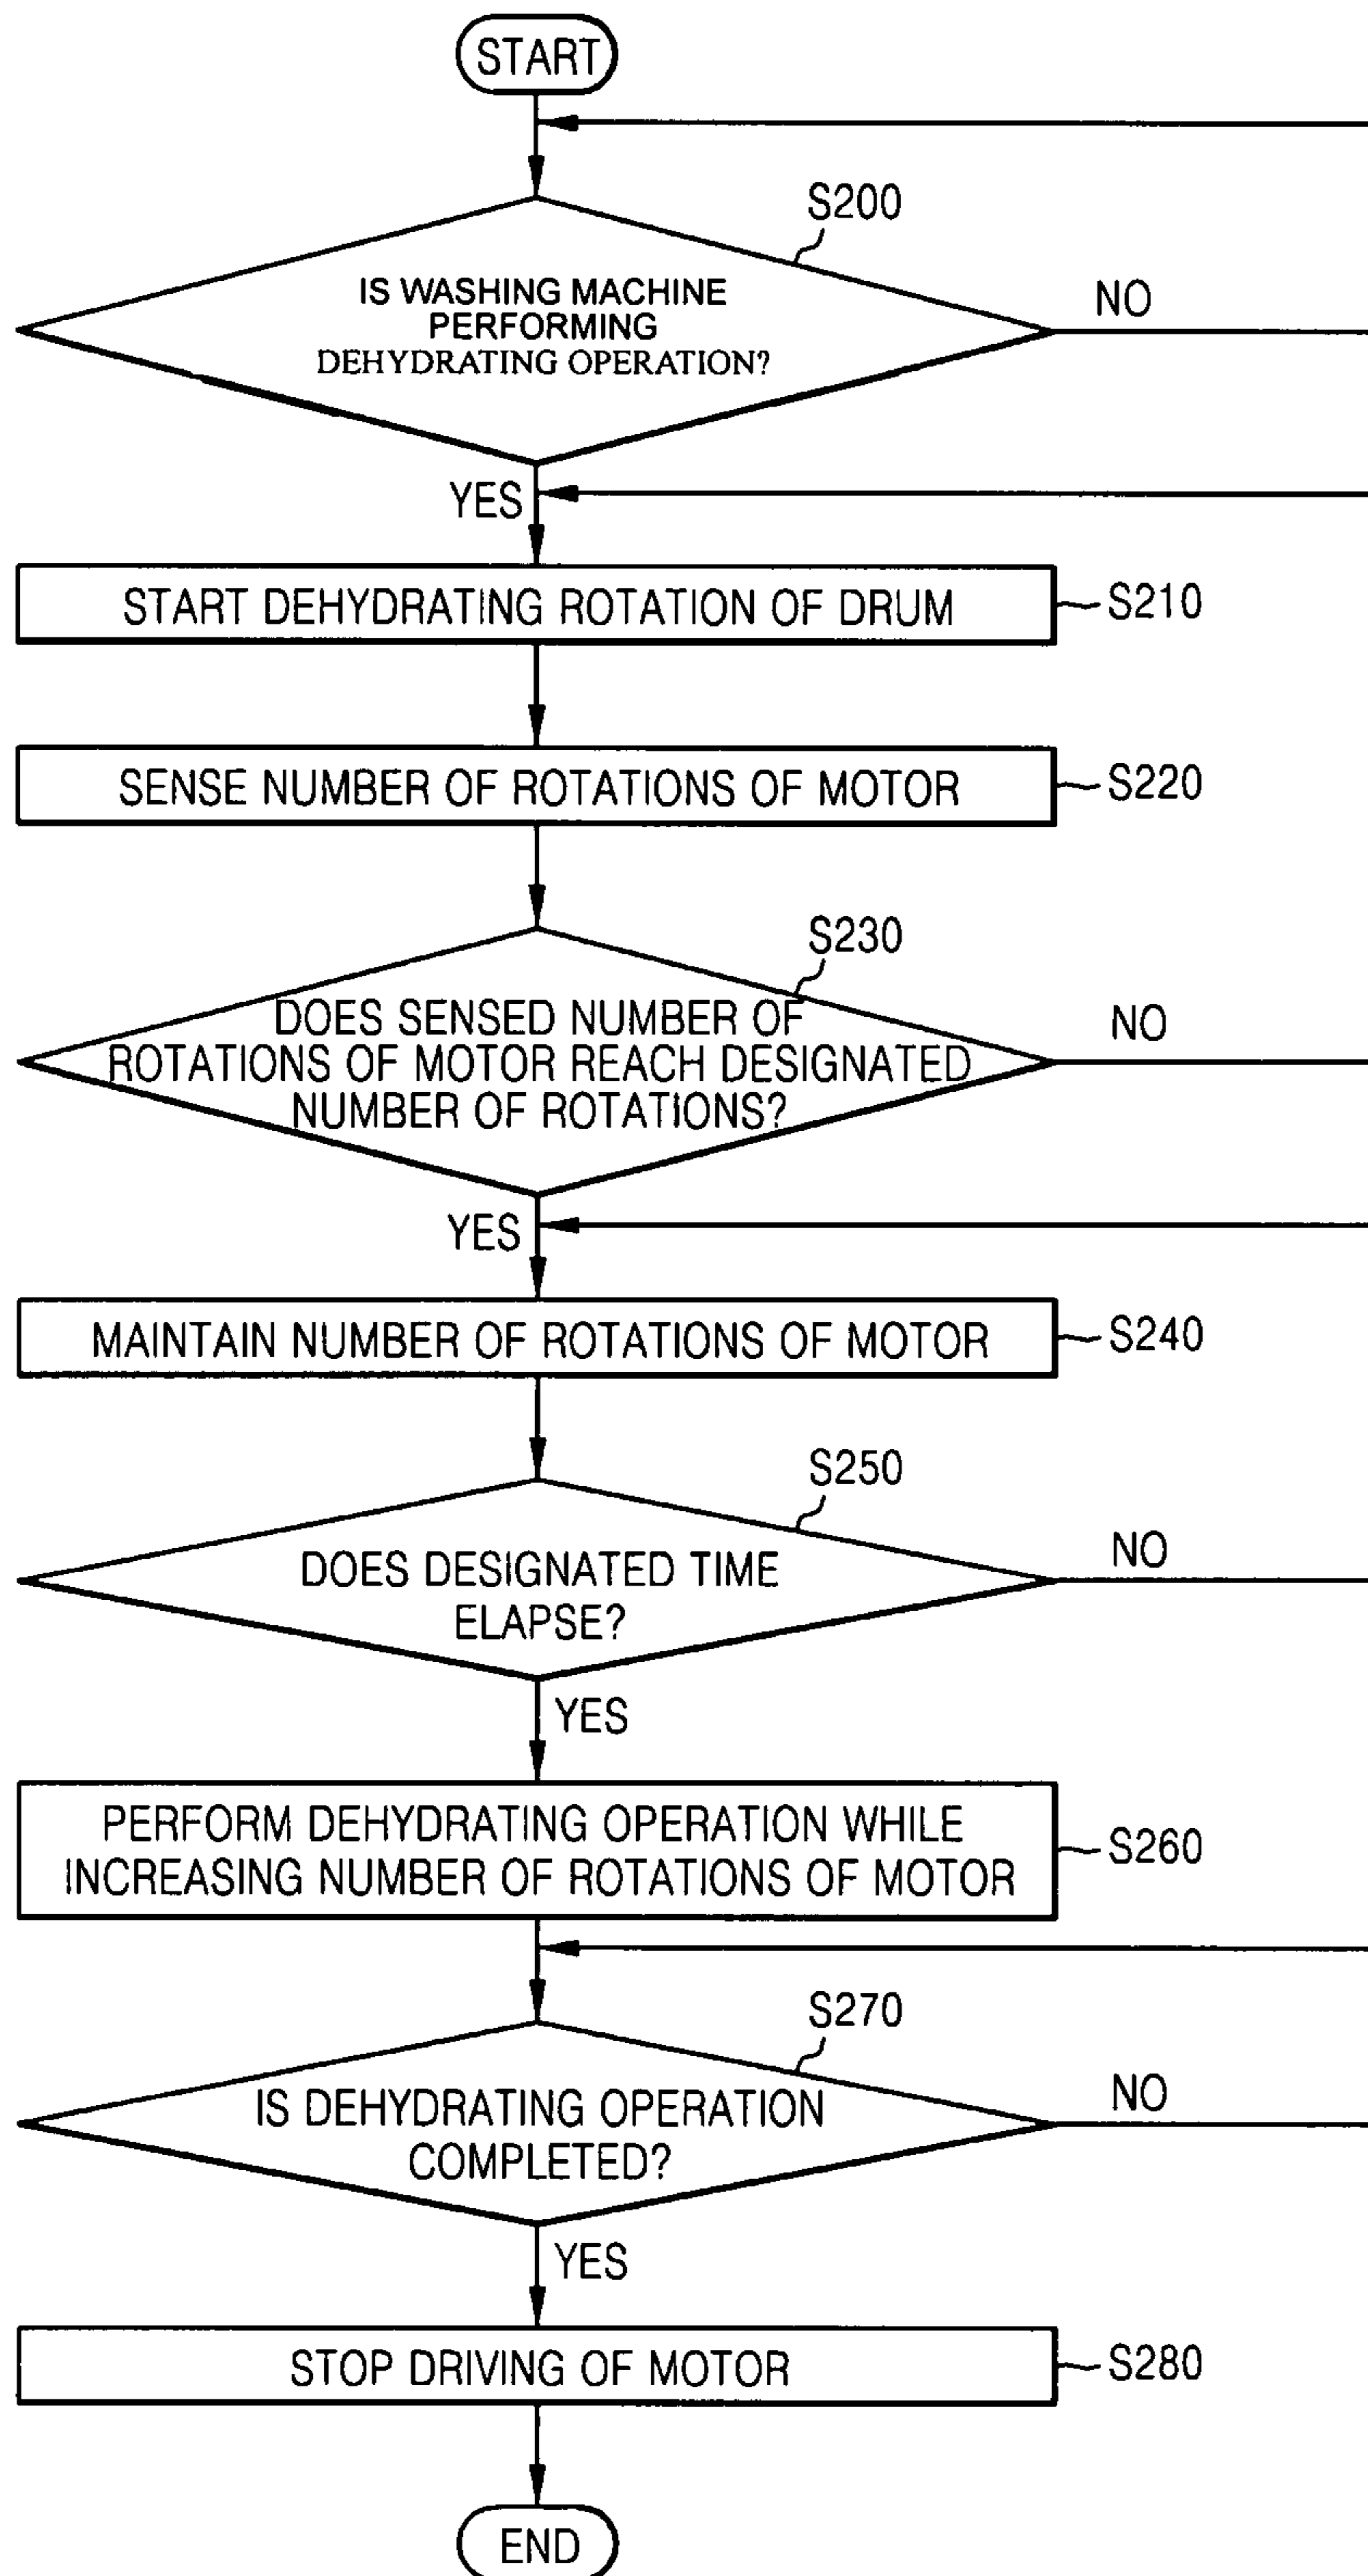 START
S200
IS WASHING MACHINE
PERFORMING
DEHYDRATING OPERATION?
NO
YES
START DEHYDRATING ROTATION OF DRUM
S210
SENSE NUMBER OF ROTATIONS OF MOTOR
S220
S230
DOES SENSED NUMBER OF
ROTATIONS OF MOTOR REACH DESIGNATED
NUMBER OF ROTATIONS?
NO
YES
MAINTAIN NUMBER OF ROTATIONS OF MOTOR
S240
S250
DOES DESIGNATED TIME
ELAPSE?
NO
YES
PERFORM DEHYDRATING OPERATION WHILE
INCREASING NUMBER OF ROTATIONS OF MOTOR
S260
S270
IS DEHYDRATING OPERATION
COMPLETED?
NO
YES
STOP DRIVING OF MOTOR
S280
END